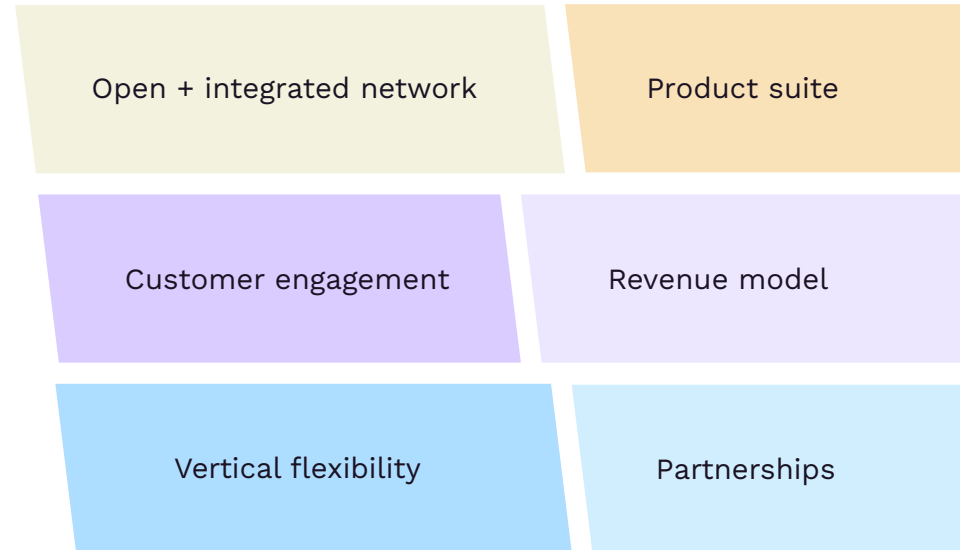 Open + integrated network
Product suite
Customer engagement
Revenue model
Vertical flexibility
Partnerships